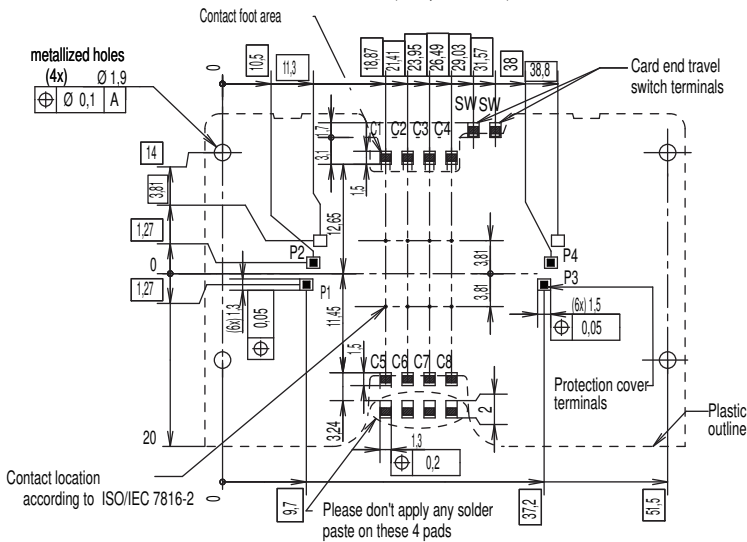 Contact foot area
metallized holes
(4x) Ø 1,9
Ø 0,1 A
0
10,5
11,3
18,87
21,41
23,95
26,49
29,03
31,57
38
38,8
Card end travel
switch terminals
SW SW
C1 C2 C3 C4
1,7
3,1
1,5
12,65
14
3,81
1,27
0
1,27
P2
P1
P4
P3
3,81
3,81
(6x) 1,3
0,05
11,45
(6x) 1,5
0,05
1,5
C5 C6 C7 C8
3,24
2
1,3
0,2
20
Protection cover
terminals
Plastic
outline
Contact location
according to ISO/IEC 7816-2
0
9,7
Please don't apply any solder
paste on these 4 pads
37,2
51,5